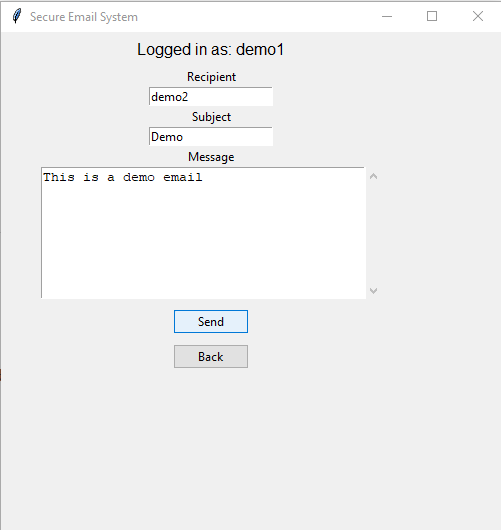 Secure Email System
Logged in as: demo1
Recipient
demo2
Subject
Demo
Message
This is a demo email
Send
Back